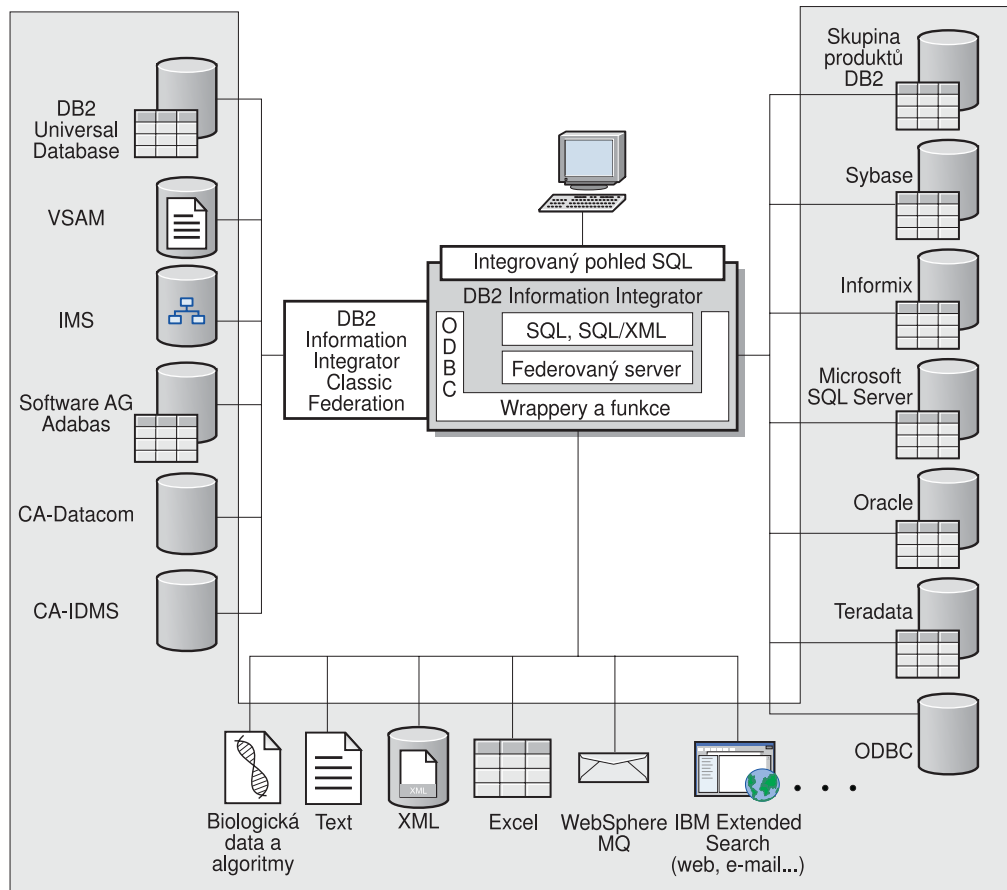 DB2
Universal
Database
VSAM
IMS
Software AG
Adabas
CA-Datacom
CA-IDMS
Integrovaný pohled SQL
DB2 Information Integrator
ODBC
SQL, SQL/XML
Federovaný server
Wrappery a funkce
DB2
Information
Integrator
Classic
Federation
Skupina
produktů
DB2
Sybase
Informix
Microsoft
SQL Server
Oracle
Teradata
ODBC
XML
Biologická
data a
algoritmy
Text
XML
Excel
WebSphere
MQ
IBM Extended
Search
(web, e-mail...)
. . .